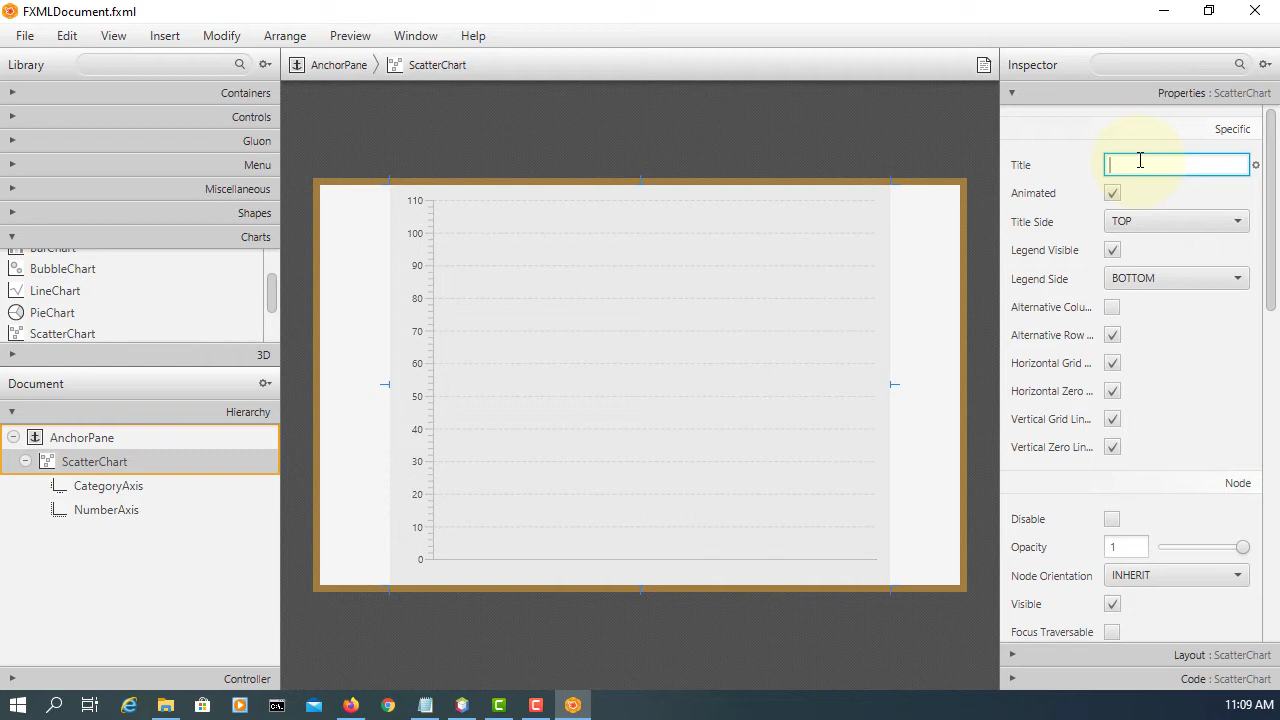 FXMLDocument.fxml
File Edit View Insert Modify Arrange Preview Window Help
Library
AnchorPane ScatterChart
Inspector
Containers
Controls
Gluon
Menu
Miscellaneous
Shapes
Charts
BarChart
BubbleChart
LineChart
PieChart
ScatterChart
3D
Document
Hierarchy
AnchorPane
ScatterChart
CategoryAxis
NumberAxis
Controller
110
100
90
80
70
60
50
40
30
20
10
0
Properties : ScatterChart
Specific
Title
Animated
Title Side TOP
Legend Visible
Legend Side BOTTOM
Alternative Colu...
Alternative Row ...
Horizontal Grid ...
Horizontal Zero ...
Vertical Grid Lin...
Vertical Zero Lin...
Node
Disable
Opacity 1
Node Orientation INHERIT
Visible
Focus Traversable
Layout : ScatterChart
Code : ScatterChart
11:09 AM